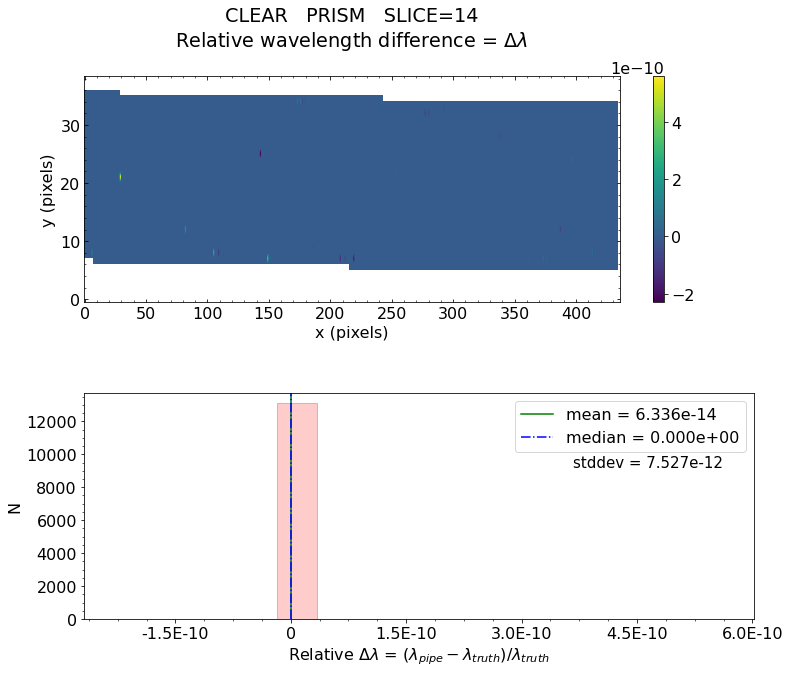 CLEAR PRISM SLICE=14
Relative wavelength difference = Δλ
1e−10
30
20
10
0
y (pixels)
0 50 100 150 200 250 300 350 400
x (pixels)
4
2
0
−2
12000
10000
8000
6000
4000
2000
0
N
mean = 6.336e-14
median = 0.000e+00
stddev = 7.527e-12
-1.5E-10 0 1.5E-10 3.0E-10 4.5E-10 6.0E-10
Relative Δλ = (λpipe − λtruth)/λtruth